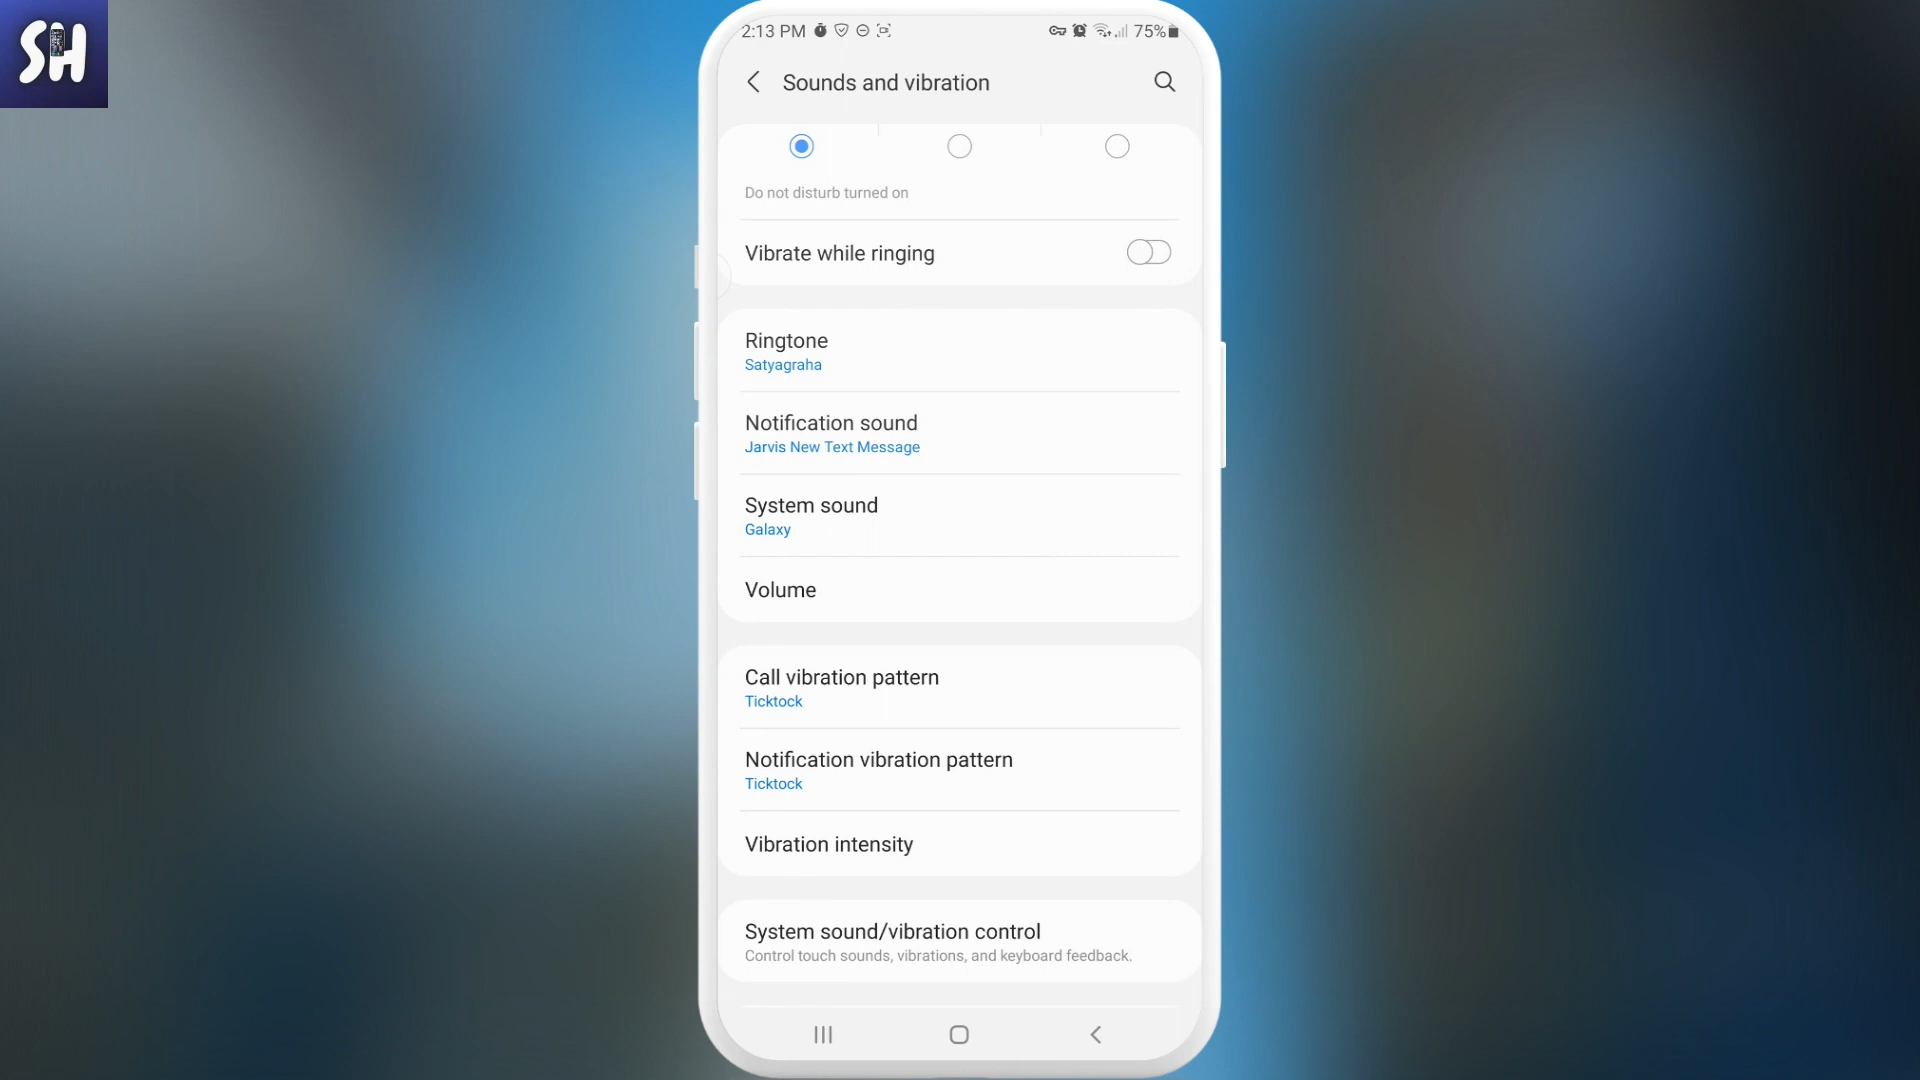 SH
2:13 PM 75%
Sounds and vibration
Do not disturb turned on
Vibrate while ringing
Ringtone
Satyagraha
Notification sound
Jarvis New Text Message
System sound
Galaxy
Volume
Call vibration pattern
Ticktock
Notification vibration pattern
Ticktock
Vibration intensity
System sound/vibration control
Control touch sounds, vibrations, and keyboard feedback.